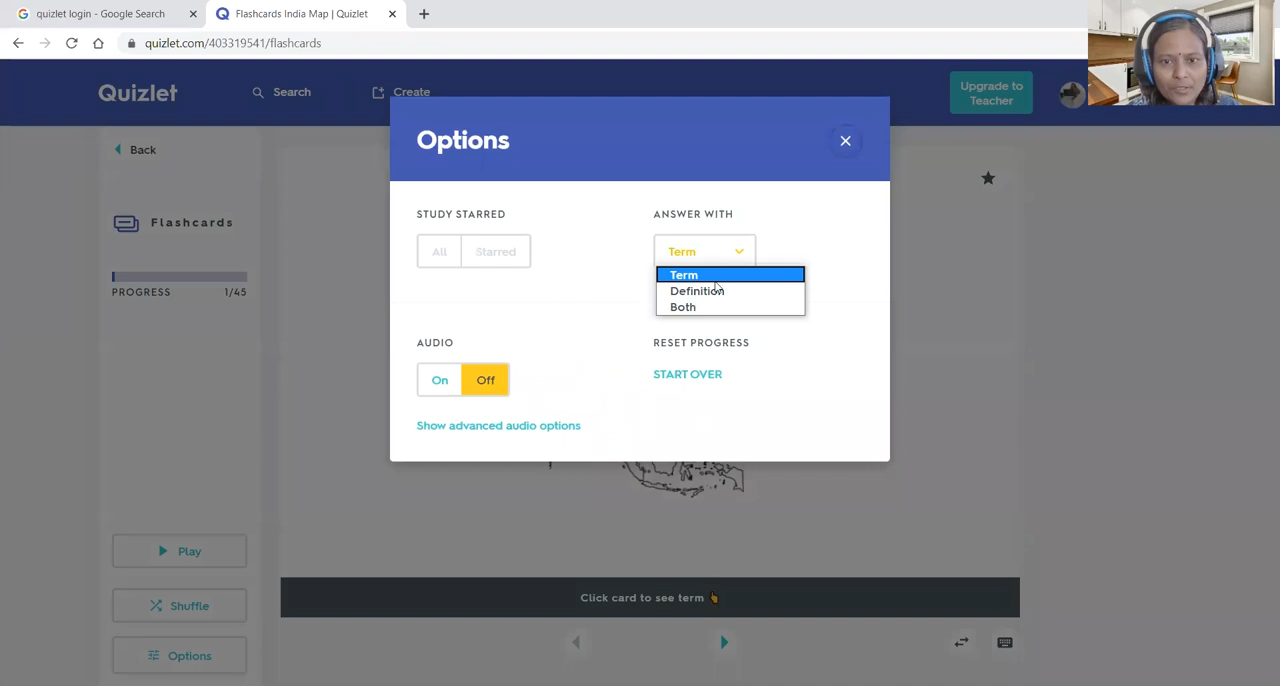 quizlet login - Google Search
Flashcards India Map | Quizlet
quizlet.com/403319541/flashcards
Quizlet
Search
Create
Upgrade to
Teacher
Back
Options
Flashcards
PROGRESS 1/45
STUDY STARRED
All Starred
ANSWER WITH
Term
Term
Definition
Both
AUDIO
On Off
Show advanced audio options
RESET PROGRESS
START OVER
Play
Shuffle
Options
Click card to see term